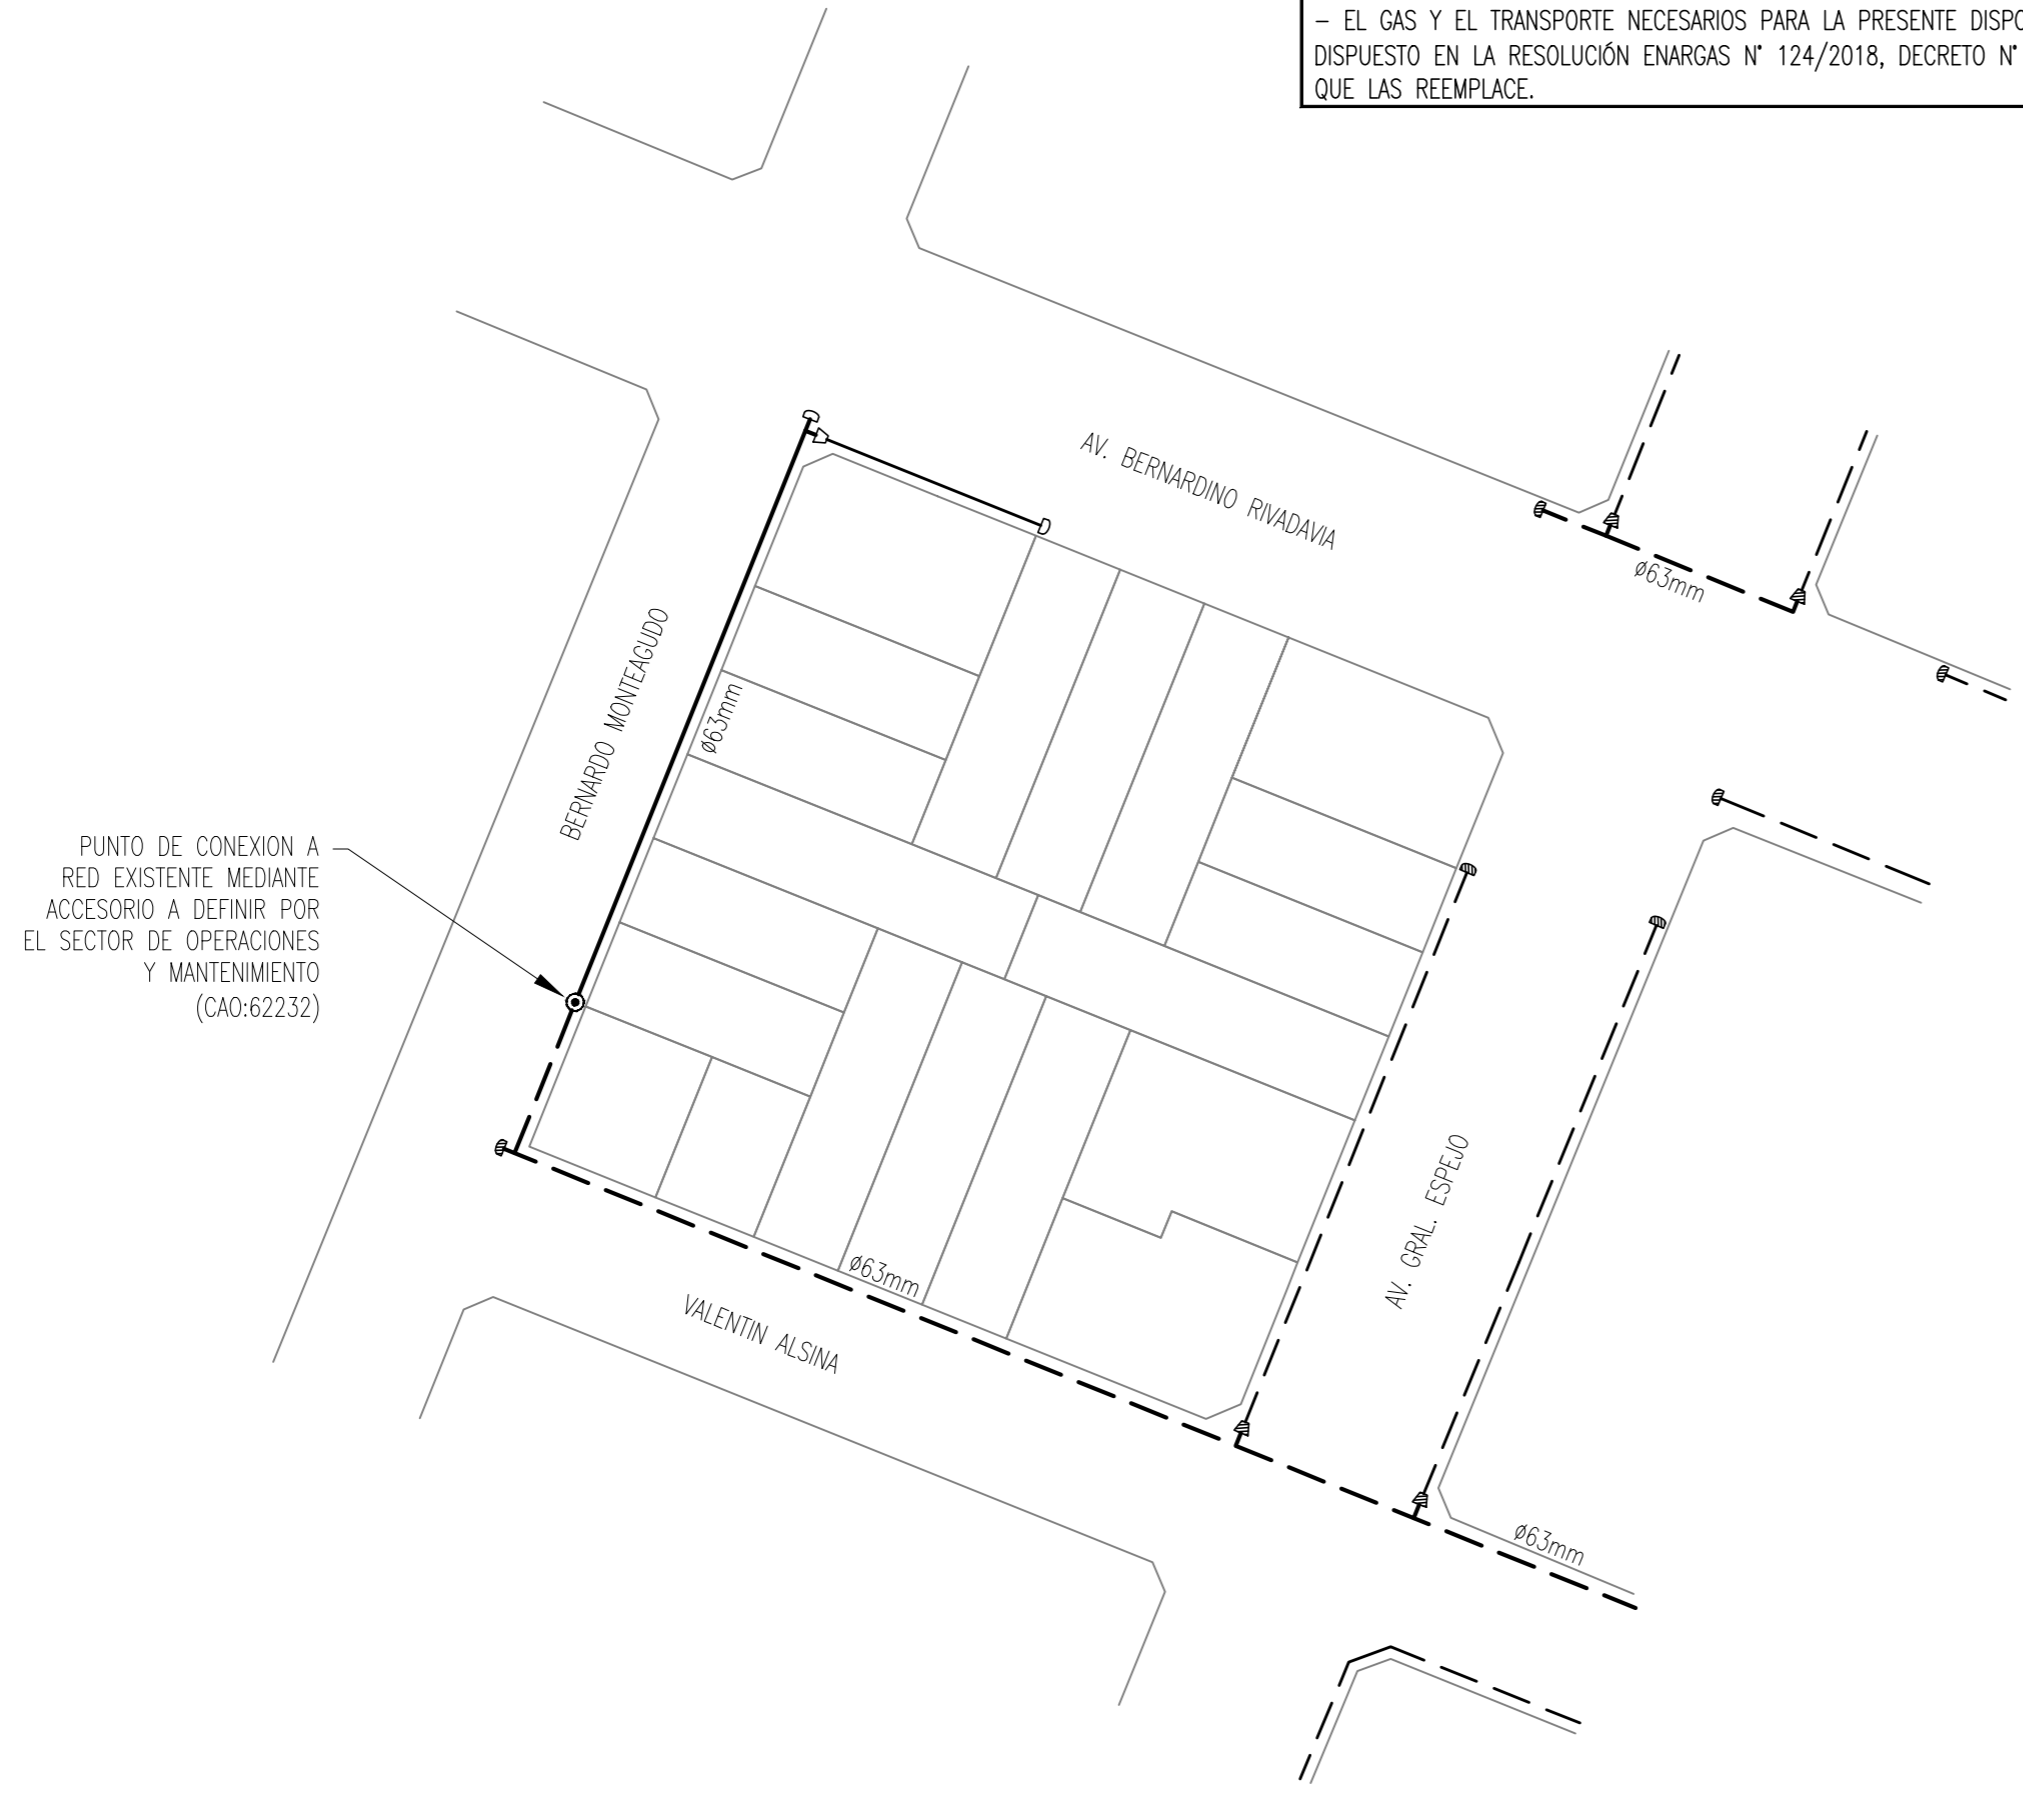 – EL GAS Y EL TRANSPORTE NECESARIOS PARA LA PRESENTE
DISPUESTO EN LA RESOLUCIÓN ENARGAS N° 124/2018, DECRETO N°
QUE LAS REEMPLACE.
AV. BERNARDINO RIVADAVIA
ø63mm
BERNARDO MONTEAGUDO
ø63mm
PUNTO DE CONEXION A
RED EXISTENTE MEDIANTE
ACCESORIO A DEFINIR POR
EL SECTOR DE OPERACIONES
Y MANTENIMIENTO
(CAO:62232)
AV. GRAL. ESPEJO
ø63mm
VALENTIN ALSINA
ø63mm